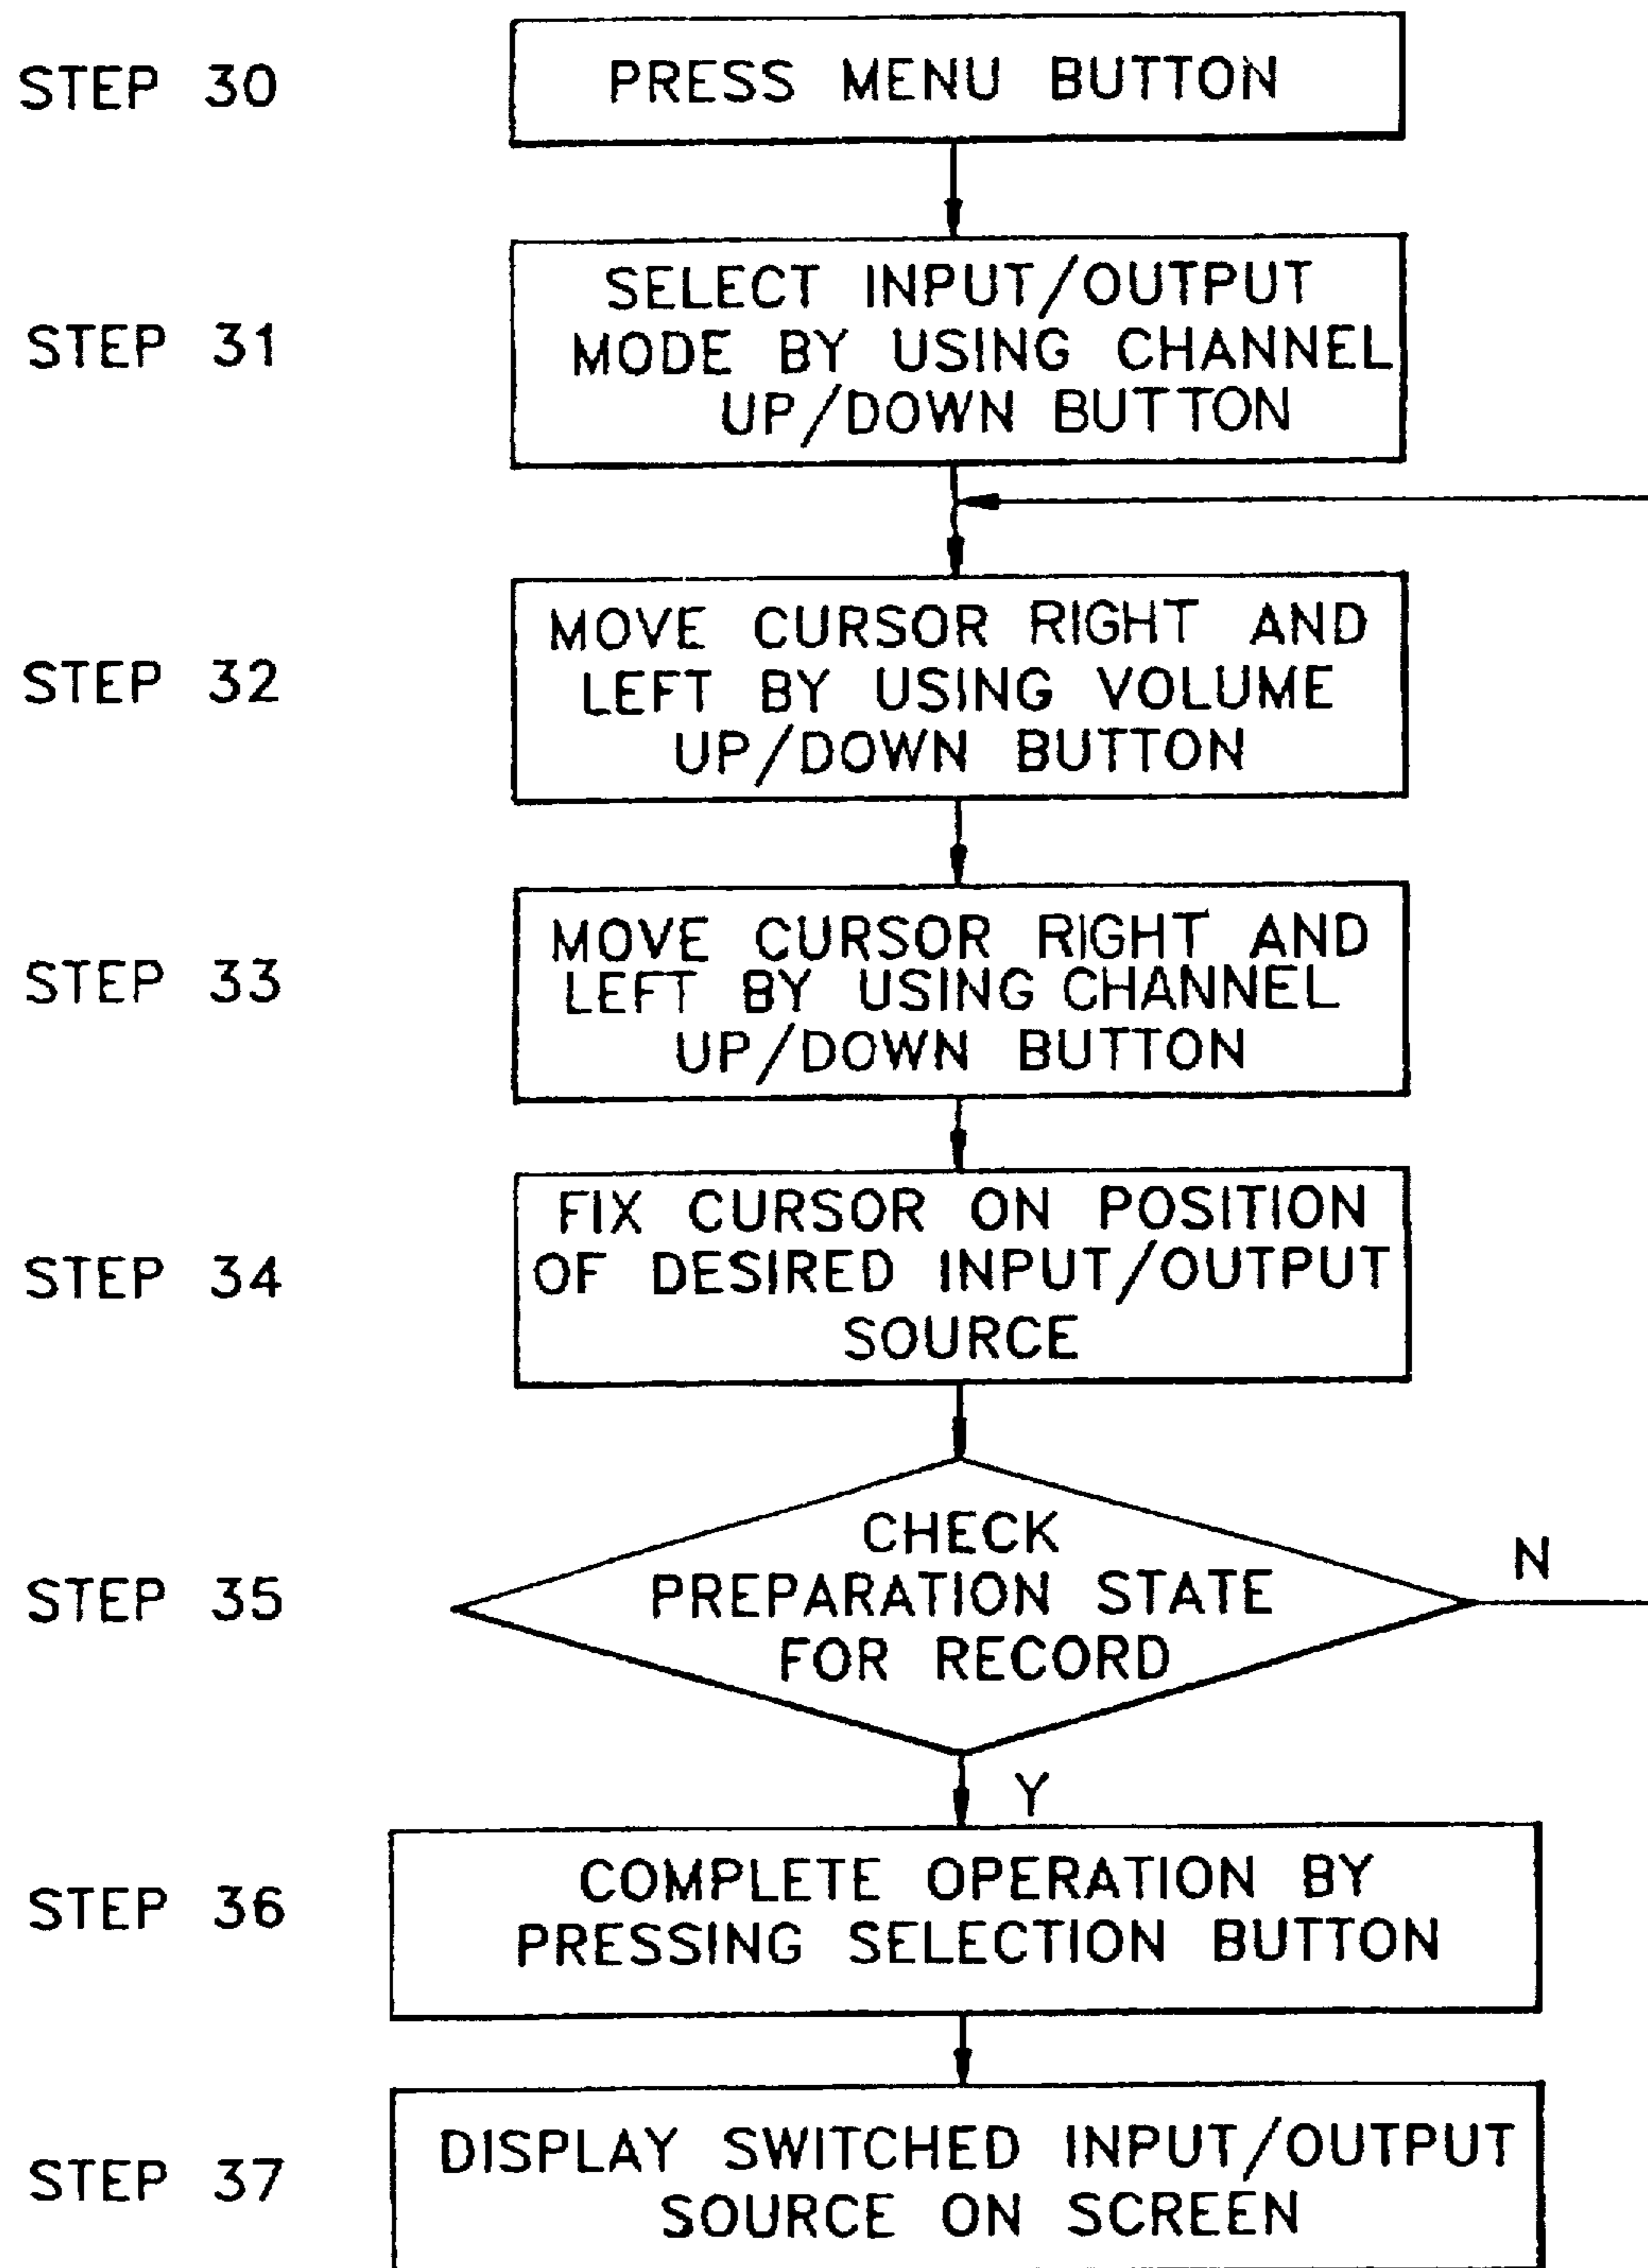 STEP 30
PRESS MENU BUTTON
STEP 31
SELECT INPUT/OUTPUT
MODE BY USING CHANNEL
UP/DOWN BUTTON
STEP 32
MOVE CURSOR RIGHT AND
LEFT BY USING VOLUME
UP/DOWN BUTTON
STEP 33
MOVE CURSOR RIGHT AND
LEFT BY USING CHANNEL
UP/DOWN BUTTON
STEP 34
FIX CURSOR ON POSITION
OF DESIRED INPUT/OUTPUT
SOURCE
STEP 35
CHECK
PREPARATION STATE
FOR RECORD
N
Y
STEP 36
COMPLETE OPERATION BY
PRESSING SELECTION BUTTON
STEP 37
DISPLAY SWITCHED INPUT/OUTPUT
SOURCE ON SCREEN